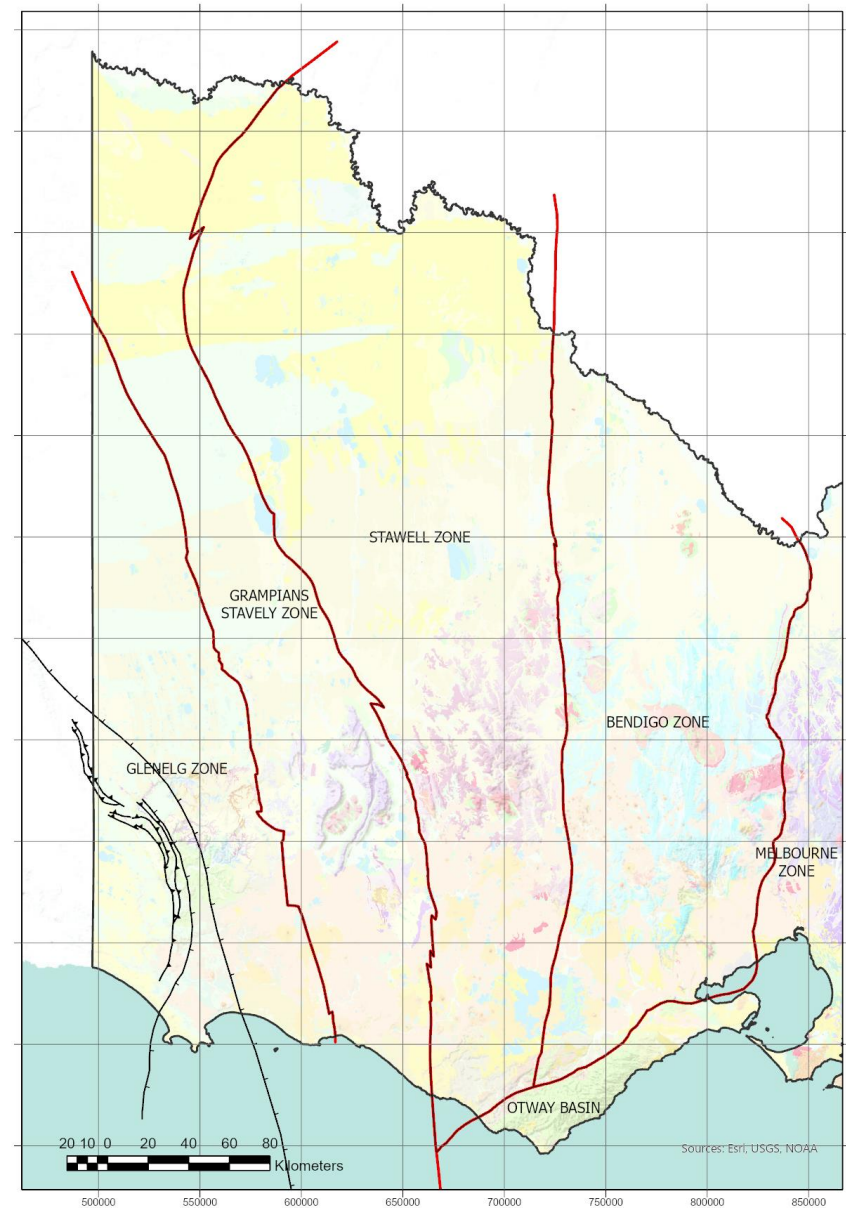 STAWELL ZONE
GRAMPIANS
STAVELY ZONE
BENDIGO ZONE
GLENELG ZONE
MELBOURNE
ZONE
OTWAY BASIN
20 10 0 20 40 60 80
Kilometers
Sources: Esri, USGS, NOAA
500000 550000 600000 650000 700000 750000 800000 850000